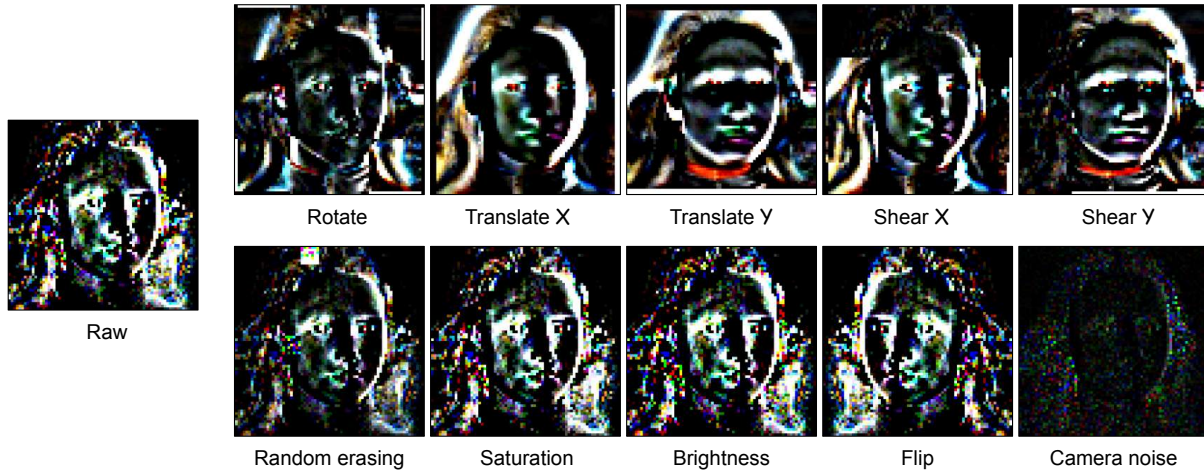 Rotate
Translate X
Translate Y
Shear X
Shear Y
Raw
Random erasing
Saturation
Brightness
Flip
Camera noise